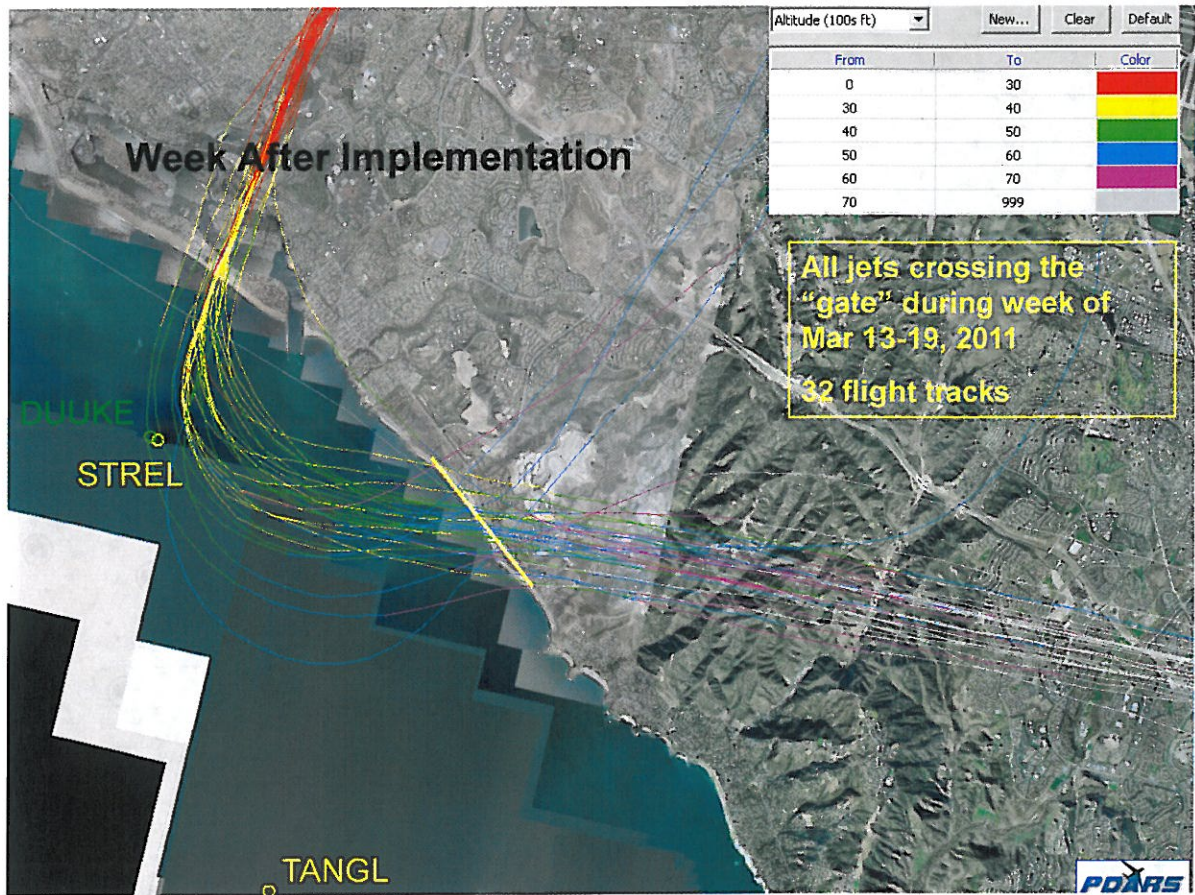 Altitude (100s ft) New... Clear Default
From To Color
0 30
30 40
40 50
50 60
60 70
70 999
Week After Implementation
All jets crossing the
"gate" during week of
Mar 13-19, 2011
32 flight tracks
DUUKE
STREL
TANGL
PDARS